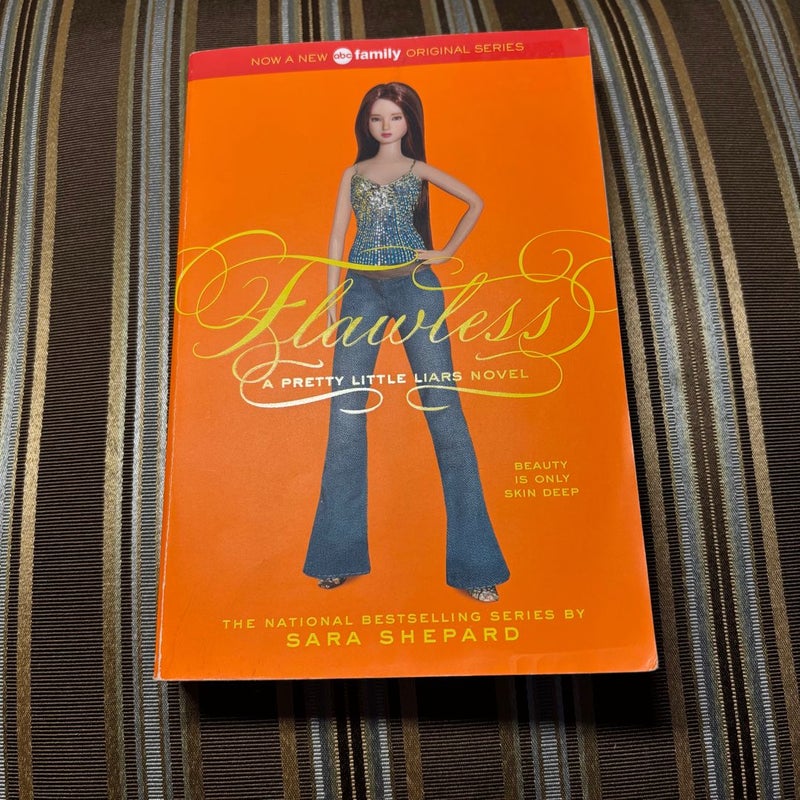 NOW A NEW abc family ORIGINAL SERIES
Flawless
A PRETTY LITTLE LIARS NOVEL
BEAUTY
IS ONLY
SKIN DEEP
THE NATIONAL BESTSELLING SERIES BY
SARA SHEPARD